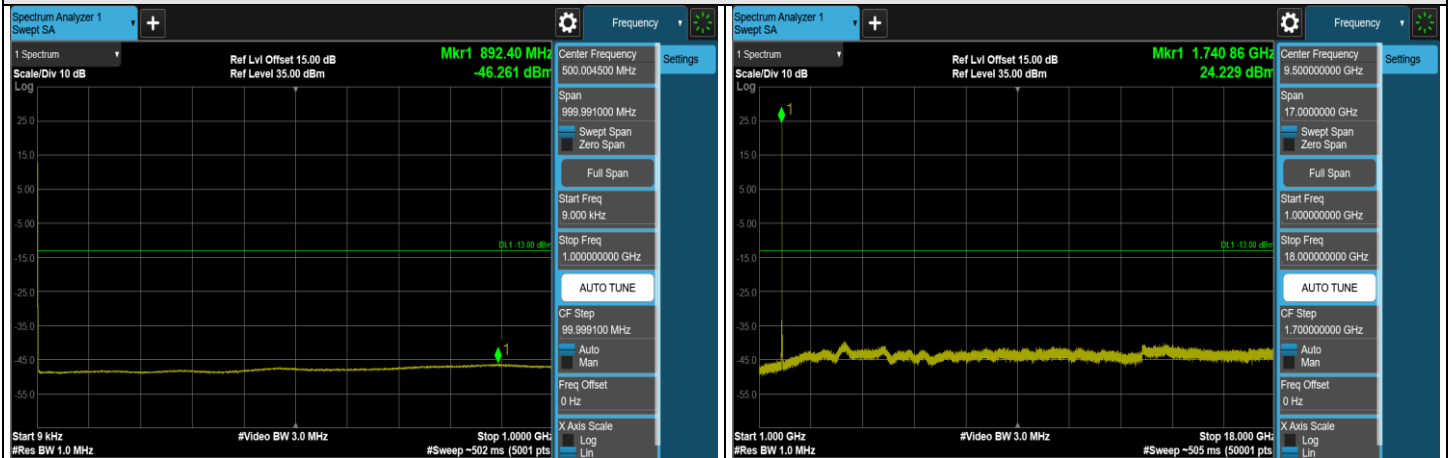 Spectrum Analyzer 1
Swept SA
+
Frequency
1 Spectrum
Ref Lvl Offset 15.00 dB
Mkr1 892.40 MHz
Scale/Div 10 dB
Ref Level 35.00 dBm
-46.261 dBm
Log
25.0
15.0
5.00
-5.00
DL1 -13.00 dBm
-15.0
-25.0
-35.0
-45.0
-55.0
1
Start 9 kHz
#Video BW 3.0 MHz
Stop 1.0000 GHz
#Res BW 1.0 MHz
#Sweep ~502 ms (5001 pts
Center Frequency
500.004500 MHz
Settings
Span
999.991000 MHz
Swept Span
Zero Span
Full Span
Start Freq
9.000 kHz
Stop Freq
1.000000000 GHz
AUTO TUNE
CF Step
99.999100 MHz
Auto
Man
Freq Offset
0 Hz
X Axis Scale
Log
Lin
Spectrum Analyzer 1
Swept SA
+
Frequency
1 Spectrum
Ref Lvl Offset 15.00 dB
Mkr1 1.740 86 GHz
Scale/Div 10 dB
Ref Level 35.00 dBm
24.229 dBm
Log
1
25.0
15.0
5.00
-5.00
DL1 -13.00 dBm
-15.0
-25.0
-35.0
-45.0
-55.0
Start 1.000 GHz
#Video BW 3.0 MHz
Stop 18.000 GHz
#Res BW 1.0 MHz
#Sweep ~505 ms (50001 pts
Center Frequency
9.500000000 GHz
Settings
Span
17.0000000 GHz
Swept Span
Zero Span
Full Span
Start Freq
1.000000000 GHz
Stop Freq
18.000000000 GHz
AUTO TUNE
CF Step
1.700000000 GHz
Auto
Man
Freq Offset
0 Hz
X Axis Scale
Log
Lin